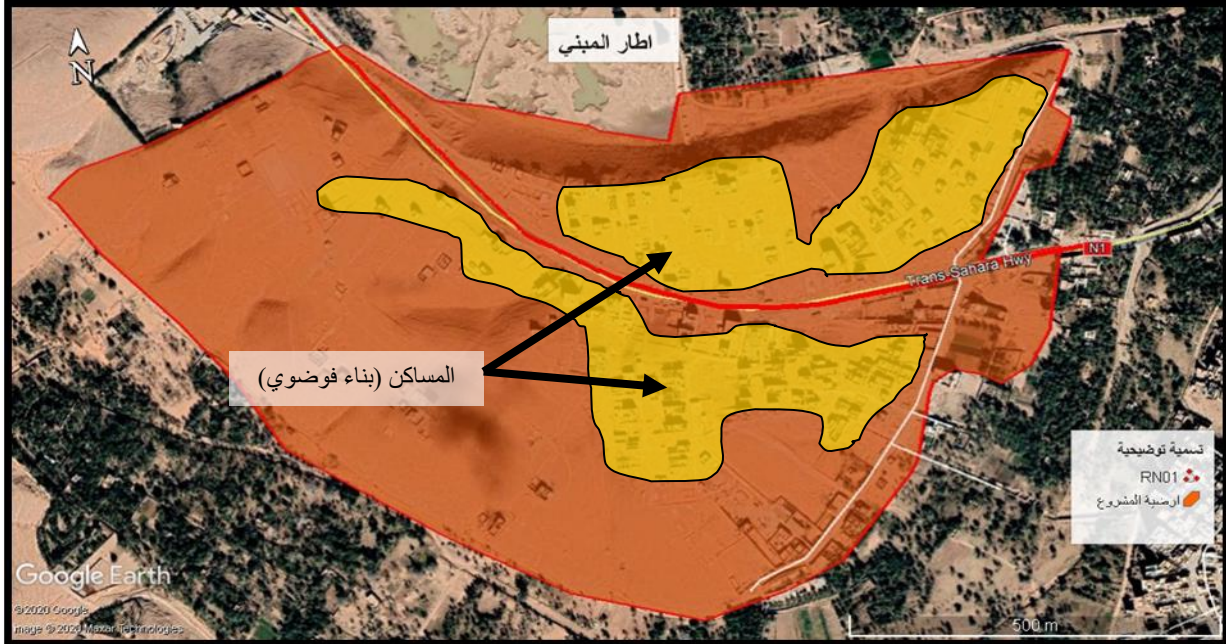 اطار المبني
N
N1
Trans-Sahara Hwy
المساكن (بناء فوضوي)
تسمية توضيحية
RN01
ارضية المشروع
Google Earth
©2020 Google
Image © 2020 Maxar Technologies
500 m